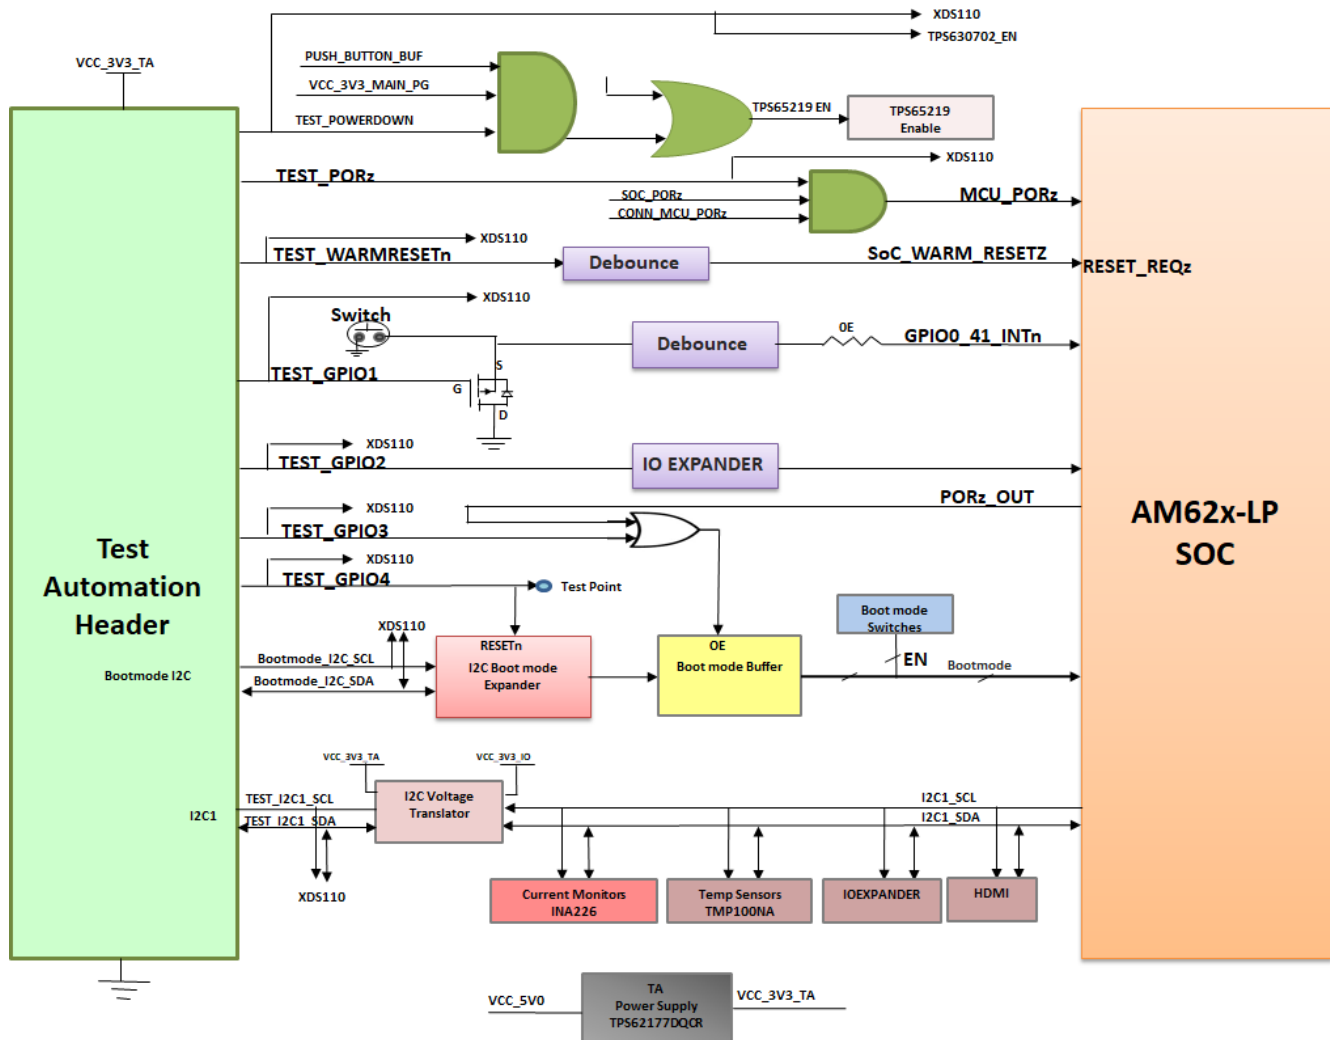 XDS110
TPS630702_EN
VCC_3V3_TA
PUSH_BUTTON_BUF
VCC_3V3_MAIN_PG
TEST_POWERDOWN
TPS65219 EN
TPS65219
Enable
XDS110
TEST_PORz
SOC_PORz
CONN_MCU_PORz
MCU_PORz
XDS110
TEST_WARMRESETn
Debounce
SoC_WARM_RESETZ
RESET_REQz
XDS110
Switch
Debounce
OE
GPIO0_41_INTn
TEST_GPIO1
S
G
D
XDS110
TEST_GPIO2
IO EXPANDER
PORz_OUT
XDS110
TEST_GPIO3
XDS110
TEST_GPIO4
Test Point
Test
Automation
Header
AM62x-LP
SOC
XDS110
Boot mode
Switches
RESETn
I2C Boot mode
Expander
OE
Boot mode Buffer
EN
Bootmode
Bootmode_I2C_SCL
Bootmode I2C
Bootmode_I2C_SDA
VCC_3V3_TA
VCC_3V3_IO
I2C Voltage
Translator
TEST_I2C1_SCL
I2C1
TEST_I2C1_SDA
I2C1_SCL
I2C1_SDA
XDS110
Current Monitors
INA226
Temp Sensors
TMP100NA
IOEXPANDER
HDMI
VCC_5V0
TA
Power Supply
TPS62177DQCR
VCC_3V3_TA